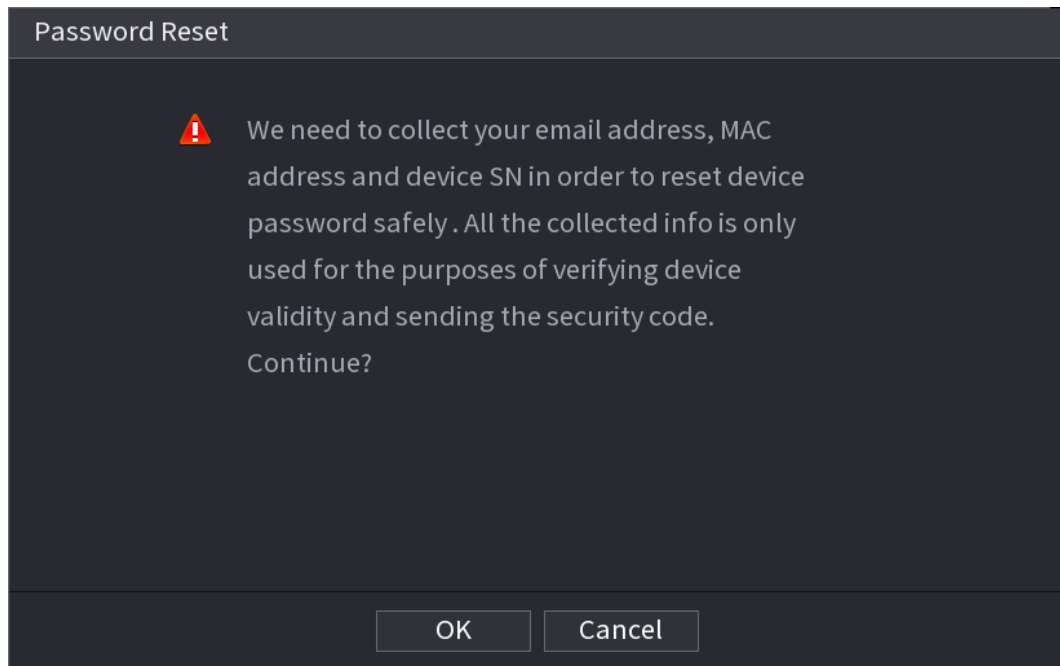 Password Reset
We need to collect your email address, MAC
address and device SN in order to reset device
password safely . All the collected info is only
used for the purposes of verifying device
validity and sending the security code.
Continue?
OK
Cancel